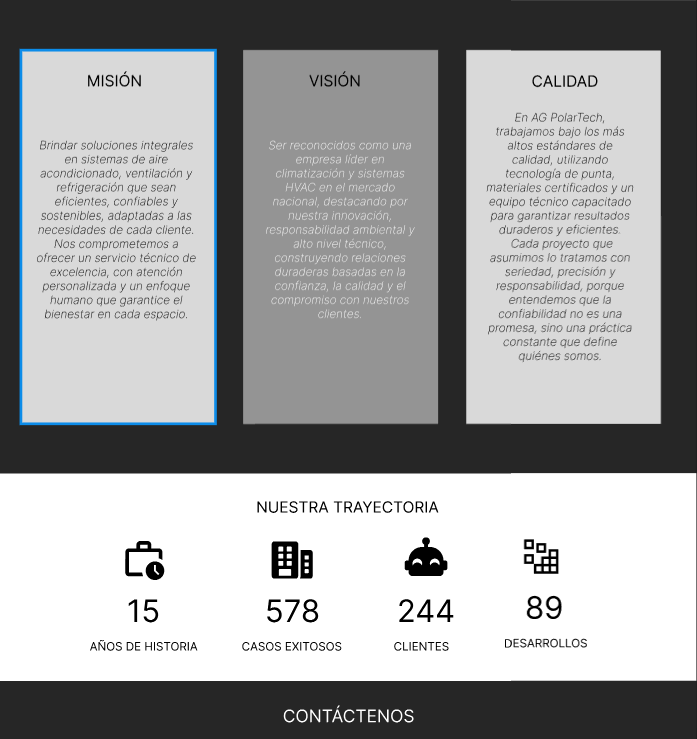 MISIÓN
Brindar soluciones integrales
en sistemas de aire
acondicionado, ventilación y
refrigeración que sean
eficientes, confiables y
sostenibles, adaptadas a las
necesidades de cada cliente.
Nos comprometemos a
ofrecer un servicio técnico de
excelencia, con atención
personalizada y un enfoque
humano que garantice el
bienestar en cada espacio.
VISIÓN
Ser reconocidos como una
empresa líder en
climatización y sistemas
HVAC en el mercado
nacional, destacando por
nuestra innovación,
responsabilidad ambiental y
alto nivel técnico,
construyendo relaciones
duraderas basadas en la
confianza, la calidad y el
compromiso con nuestros
clientes.
CALIDAD
En AG PolarTech,
trabajamos bajo los más
altos estándares de
calidad, utilizando
tecnología de punta,
materiales certificados y un
equipo técnico capacitado
para garantizar resultados
duraderos y eficientes.
Cada proyecto que
asumimos lo tratamos con
seriedad, precisión y
responsabilidad, porque
entendemos que la
confiabilidad no es una
promesa, sino una práctica
constante que define
quiénes somos.
NUESTRA TRAYECTORIA
15
AÑOS DE HISTORIA
578
CASOS EXITOSOS
244
CLIENTES
89
DESARROLLOS
CONTÁCTENOS